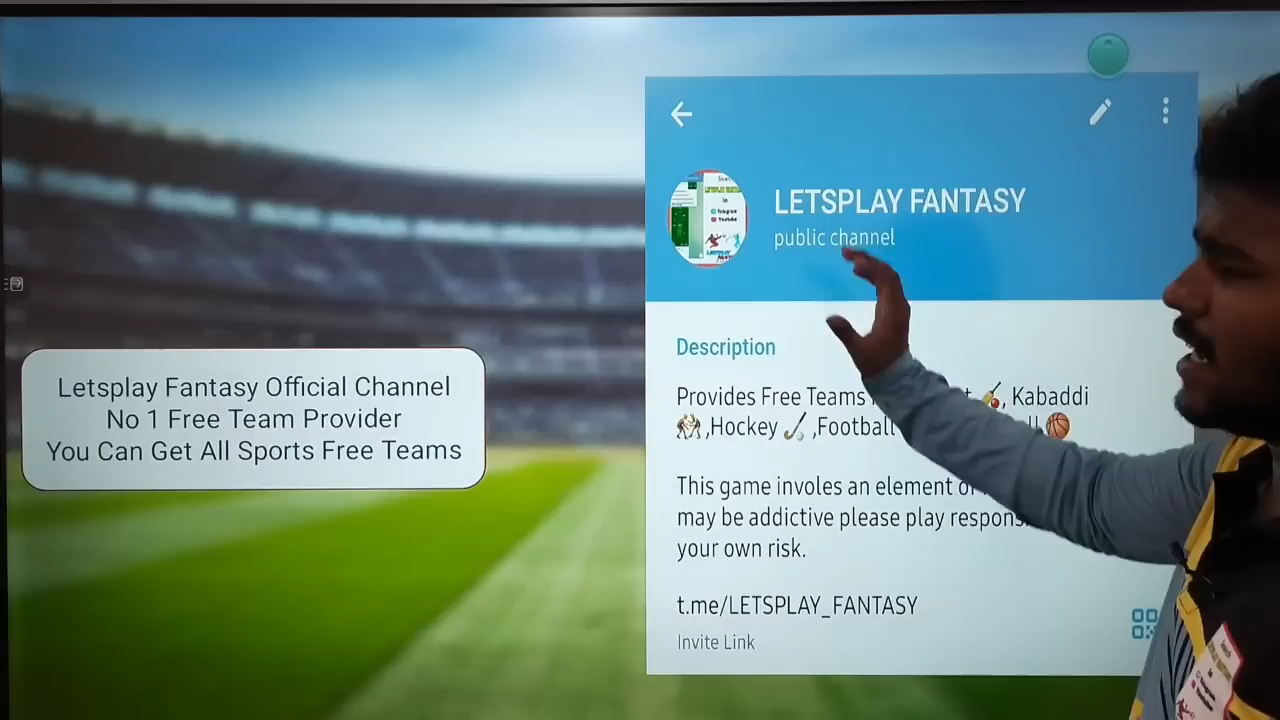 LETSPLAY FANTASY
public channel
Description
Provides Free Teams , Kabaddi
,Hockey ,Football
This game involes an element
may be addictive please play
your own risk.
t.me/LETSPLAY_FANTASY
Invite Link
Letsplay Fantasy Official Channel
No 1 Free Team Provider
You Can Get All Sports Free Teams